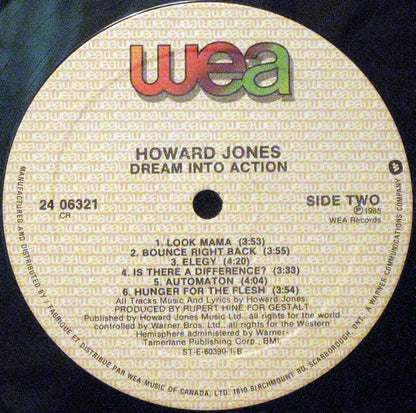 wea
HOWARD JONES
DREAM INTO ACTION
24 06321
CR
SIDE TWO
Ⓟ1985
WEA Records
1. LOOK MAMA (3:53)
2. BOUNCE RIGHT BACK (3:55)
3. ELEGY (4:20)
4. IS THERE A DIFFERENCE? (3:33)
5. AUTOMATON (4:04)
6. HUNGER FOR THE FLESH (3:54)
All Tracks Music And Lyrics by Howard Jones.
PRODUCED BY RUPERT HINE FOR GESTALT.
Published by Howard Jones Music Ltd., all rights for the world
controlled by Warner Bros. Ltd., all rights for the Western
Hemisphere administered by Warner-
Tamerlane Publishing Corp., BMI.
ST-E-60390-1-B
MANUFACTURED AND DISTRIBUTED BY / FABRIQUÉ ET DISTRIBUÉ PAR WEA MUSIC OF CANADA, LTD. 1810 BIRCHMOUNT RD., SCARBOROUGH, ONT. A WARNER COMMUNICATIONS COMPANY